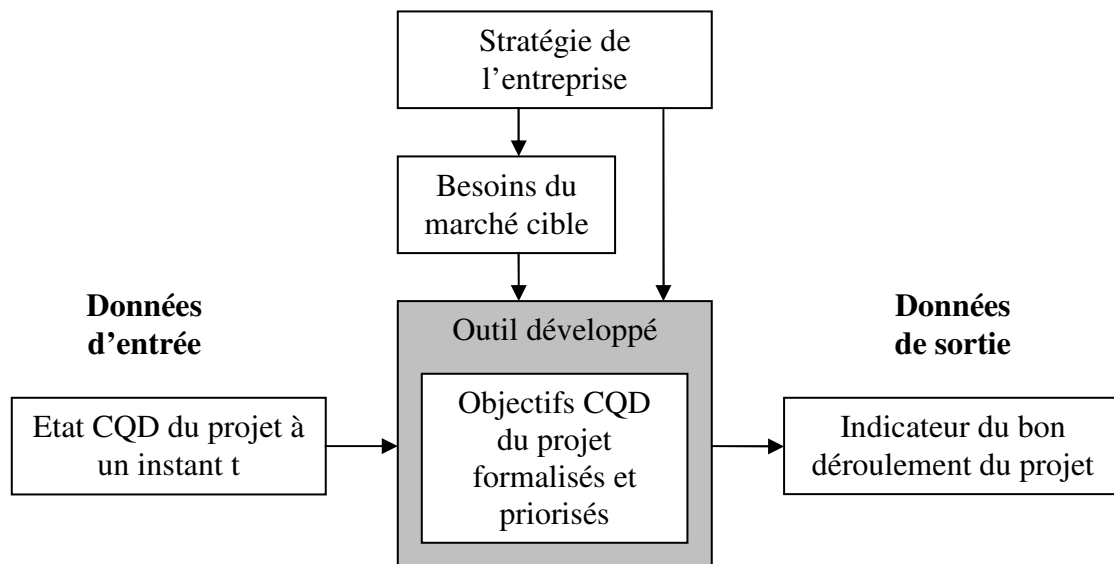 Stratégie de
l’entreprise
Besoins du
marché cible
Données
d’entrée
Etat CQD du projet à
un instant t
Outil développé
Objectifs CQD
du projet
formalisés et
priorisés
Données
de sortie
Indicateur du bon
déroulement du projet